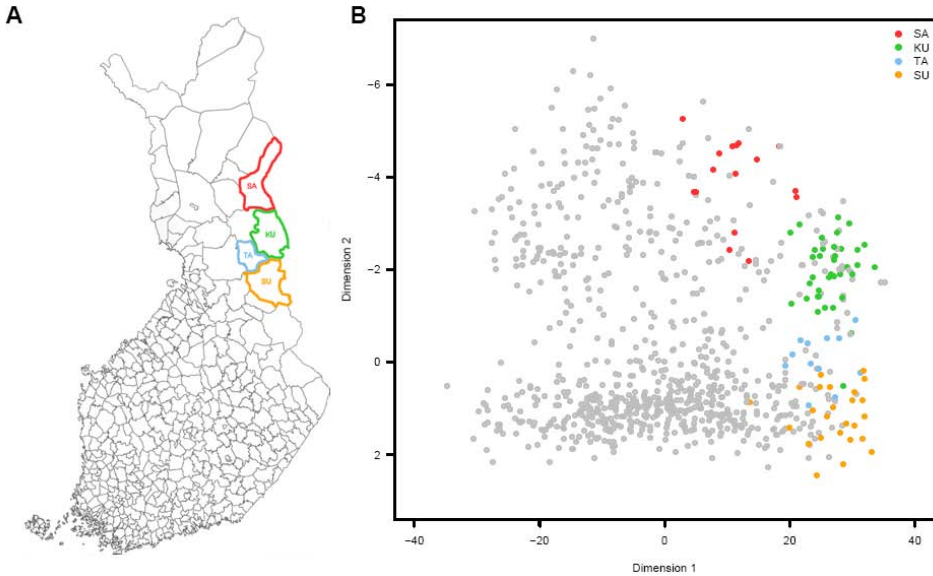 A
SA
KU
TA
SU
B
SA
KU
TA
SU
−6
−4
−2
0
2
Dimension 2
−40
−20
0
20
40
Dimension 1